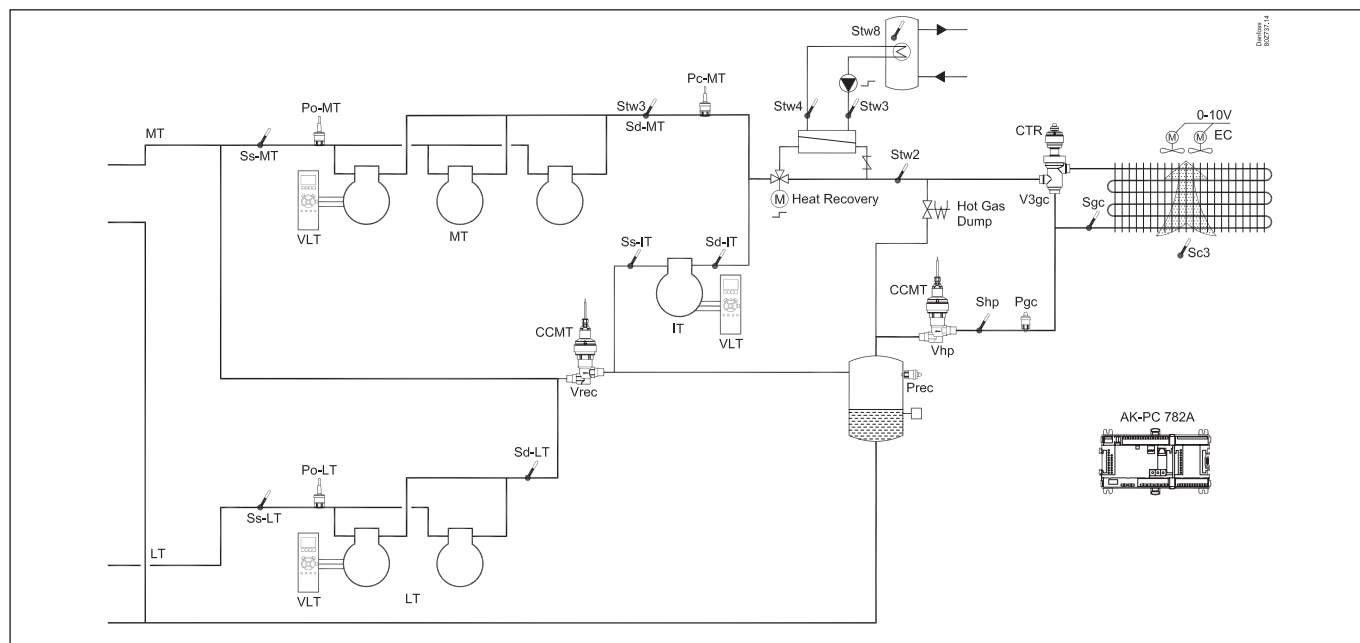 Danfoss
80Z737.14
Stw8
Pc-MT
Po-MT
Stw3
Stw4
Stw3
Sd-MT
0-10V
M
M
EC
CTR
MT
Ss-MT
Stw2
M
Heat Recovery
V3gc
Sgc
Hot Gas
Dump
VLT
MT
Ss-IT
Sd-IT
Sc3
CCMT
CCMT
Shp
Pgc
IT
VLT
Vhp
Vrec
Prec
AK-PC 782A
Sd-LT
Po-LT
Ss-LT
LT
VLT
LT